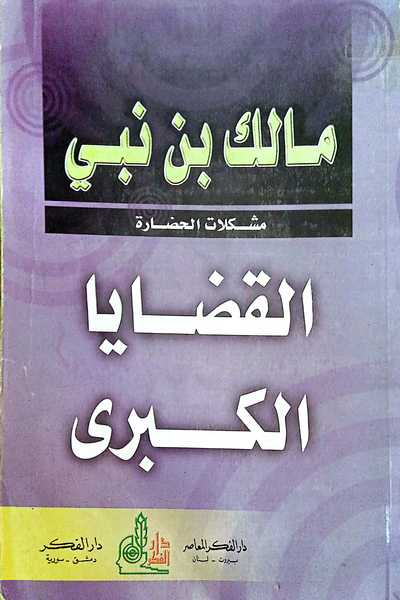 مالك بن نبي
مشكلات الحضارة
القضايا
الكبرى
دار الفكر المعاصر
بيروت - لبنان
دار الفكر
دار الفكر
دمشق - سورية